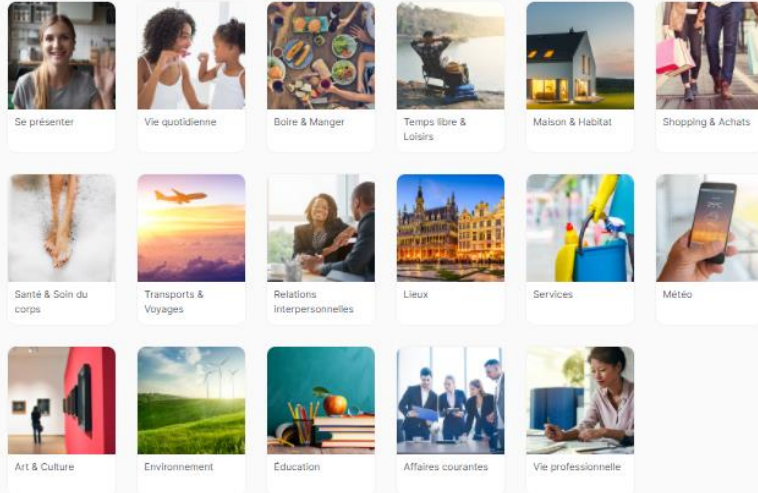 Se présenter
Vie quotidienne
Boire & Manger
Temps libre &
Loisirs
Maison & Habitat
Shopping & Achats
Santé & Soin du
corps
Transports &
Voyages
Relations
interpersonnelles
Lieux
Services
Météo
Art & Culture
Environnement
Éducation
Affaires courantes
Vie professionnelle